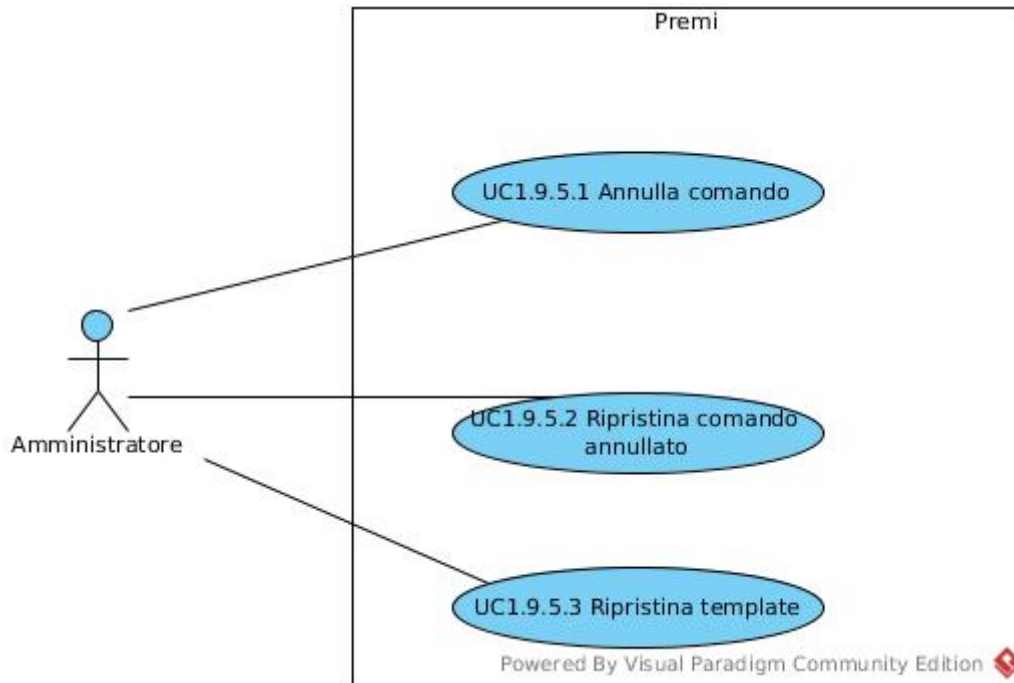 Premi
UC1.9.5.1 Annulla comando
UC1.9.5.2 Ripristina comando
annullato
Amministratore
UC1.9.5.3 Ripristina template
Powered By Visual Paradigm Community Edition